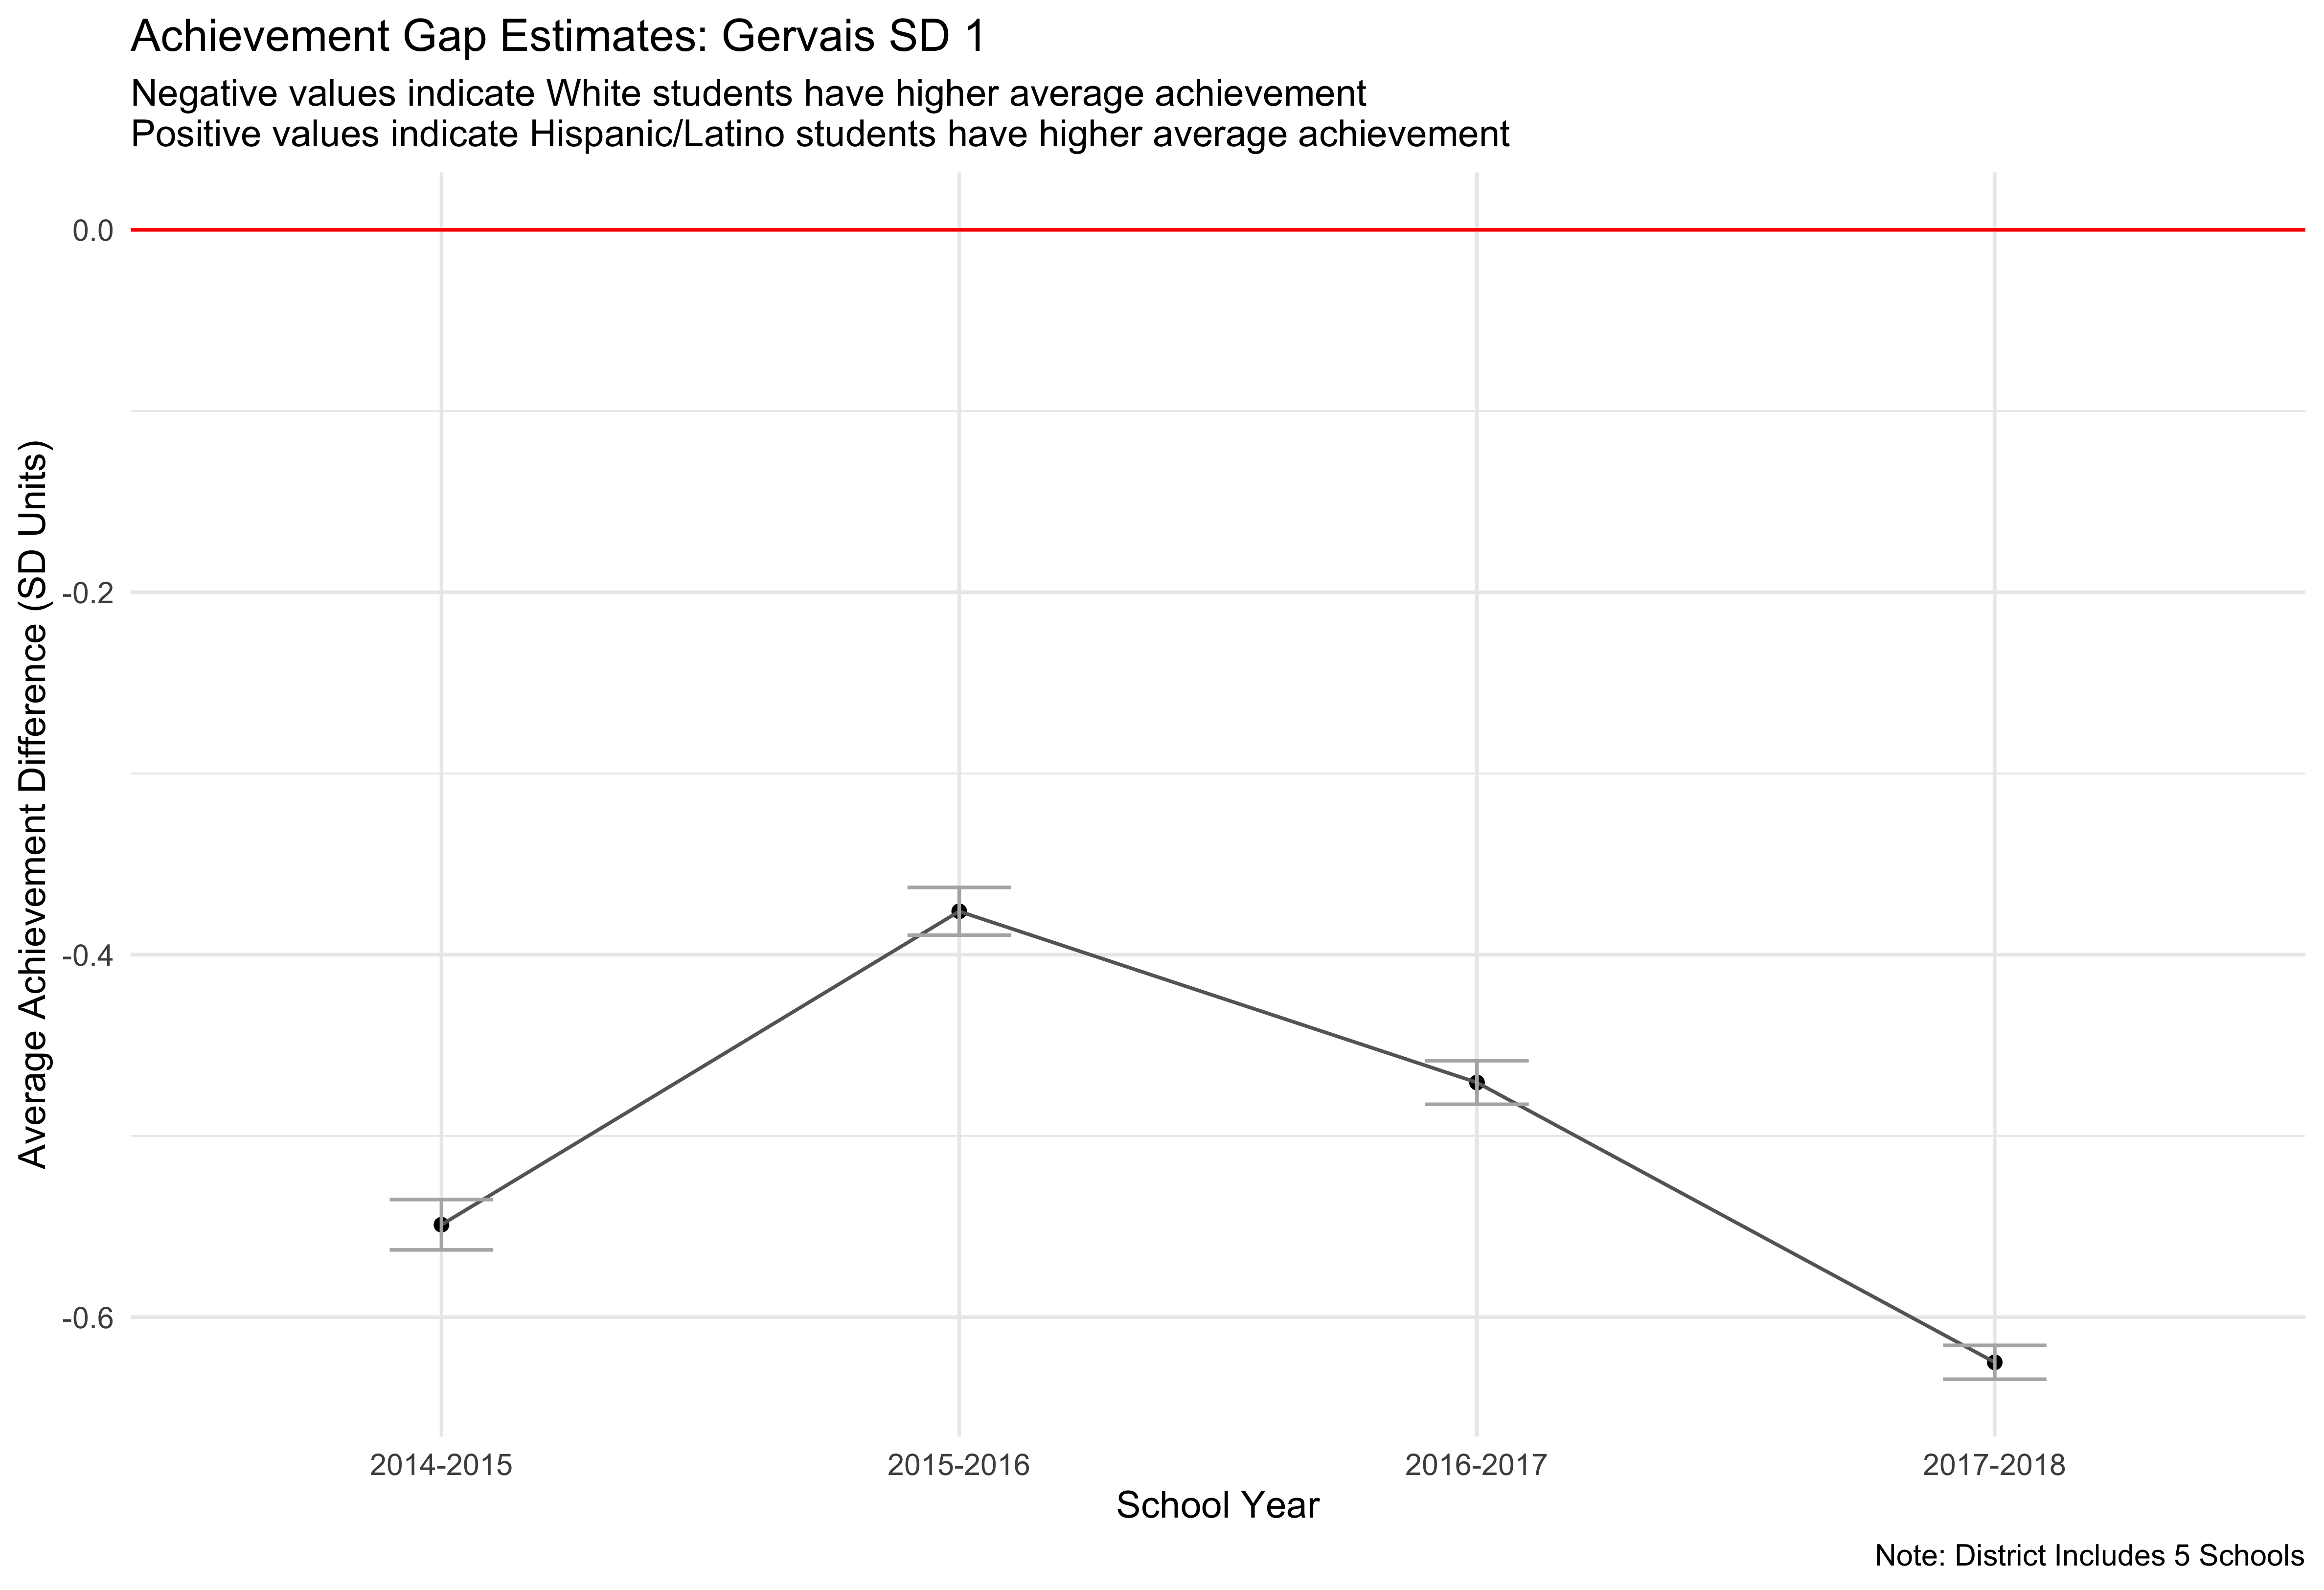 Achievement Gap Estimates: Gervais SD 1
Negative values indicate White students have higher average achievement
Positive values indicate Hispanic/Latino students have higher average achievement
Average Achievement Difference (SD Units)
0.0
-0.2
-0.4
-0.6
2014-2015
2015-2016
2016-2017
2017-2018
School Year
Note: District Includes 5 Schools